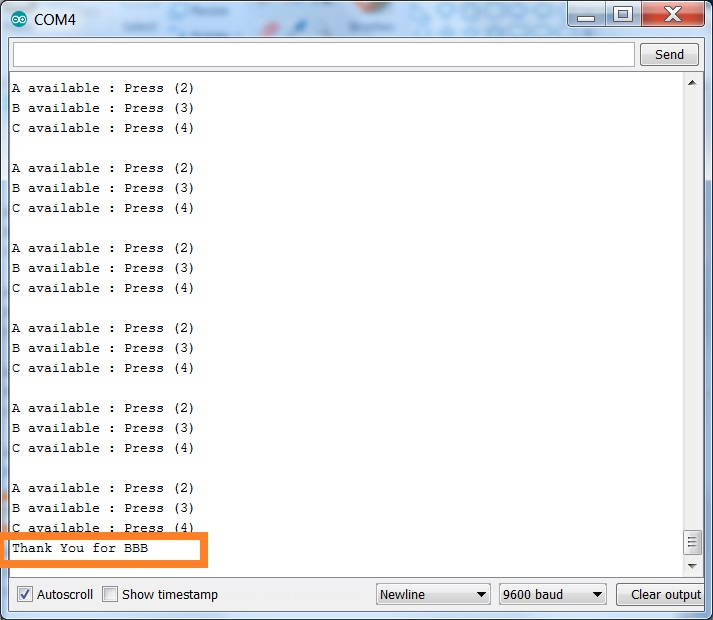 COM4
Send
A available : Press (2)
B available : Press (3)
C available : Press (4)
A available : Press (2)
B available : Press (3)
C available : Press (4)
A available : Press (2)
B available : Press (3)
C available : Press (4)
A available : Press (2)
B available : Press (3)
C available : Press (4)
A available : Press (2)
B available : Press (3)
C available : Press (4)
A available : Press (2)
B available : Press (3)
C available : Press (4)
Thank You for BBB
Autoscroll Show timestamp Newline 9600 baud Clear output